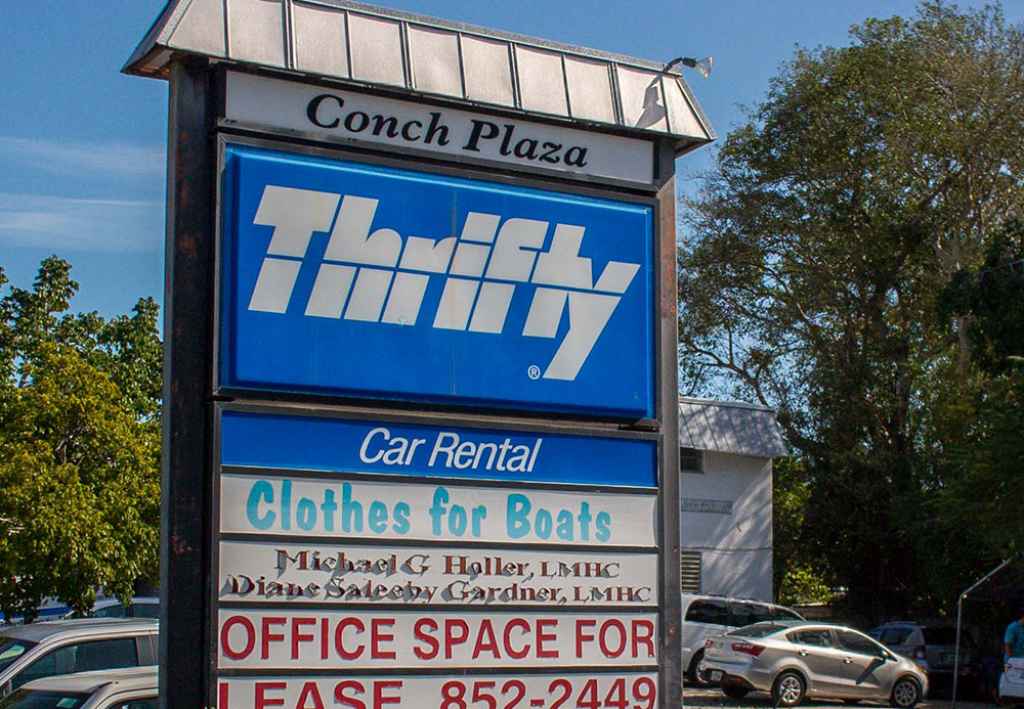 Conch Plaza
Thrifty
®
Car Rental
Clothes for Boats
Michael G Holler, LMHC
Diane Saleeby Gardner, LMHC
OFFICE SPACE FOR
LEASE 852-2449